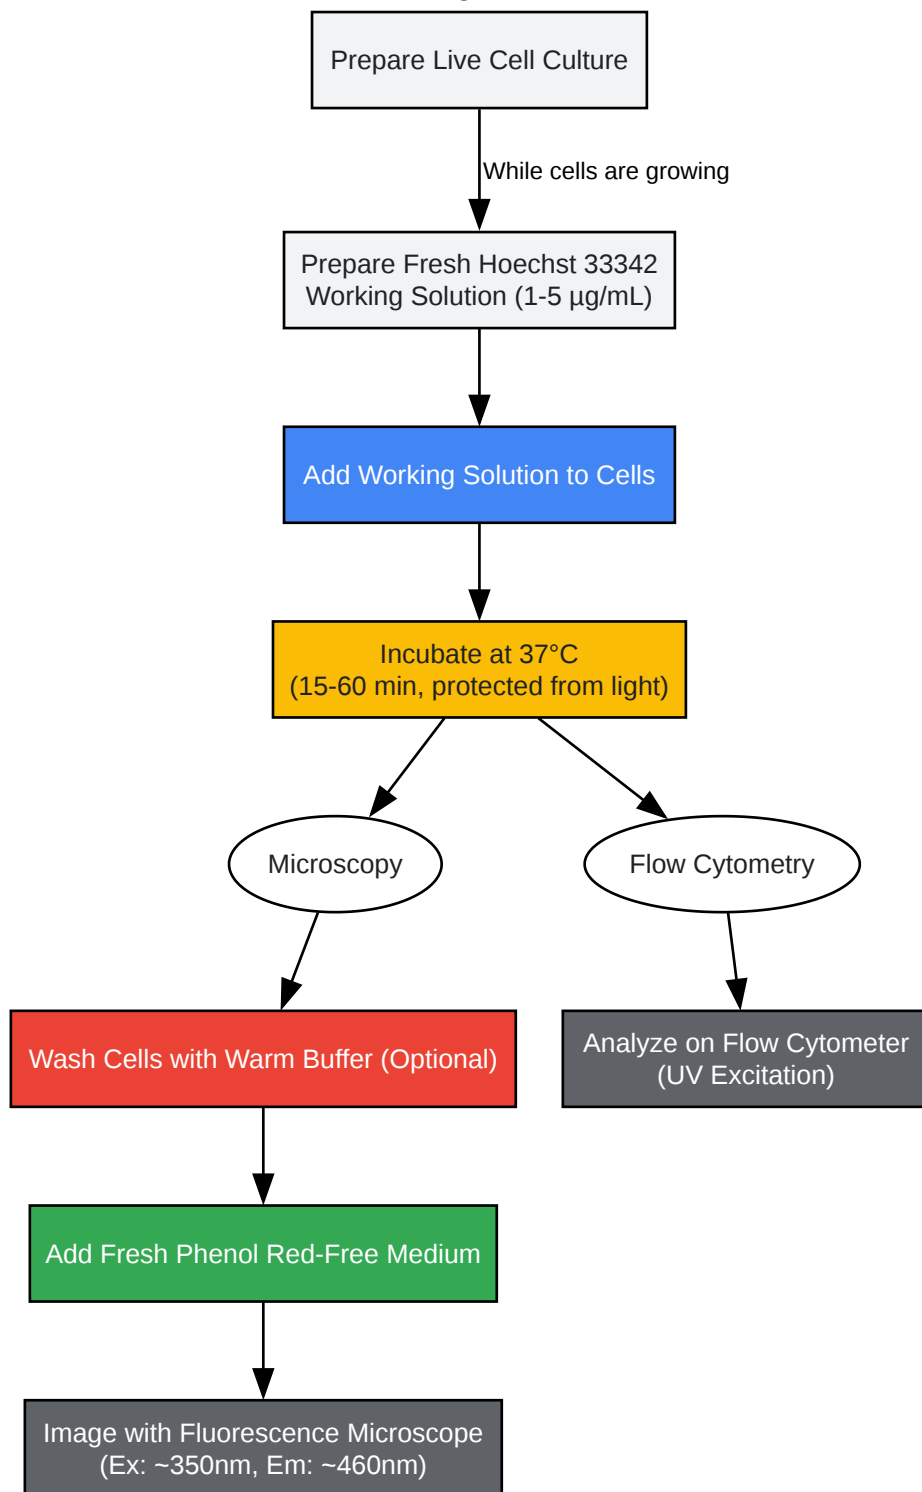 Prepare Live Cell Culture
While cells are growing
Prepare Fresh Hoechst 33342
Working Solution (1-5 µg/mL)
Add Working Solution to Cells
Incubate at 37°C
(15-60 min, protected from light)
Microscopy
Flow Cytometry
Wash Cells with Warm Buffer (Optional)
Analyze on Flow Cytometer
(UV Excitation)
Add Fresh Phenol Red-Free Medium
Image with Fluorescence Microscope
(Ex: ~350nm, Em: ~460nm)